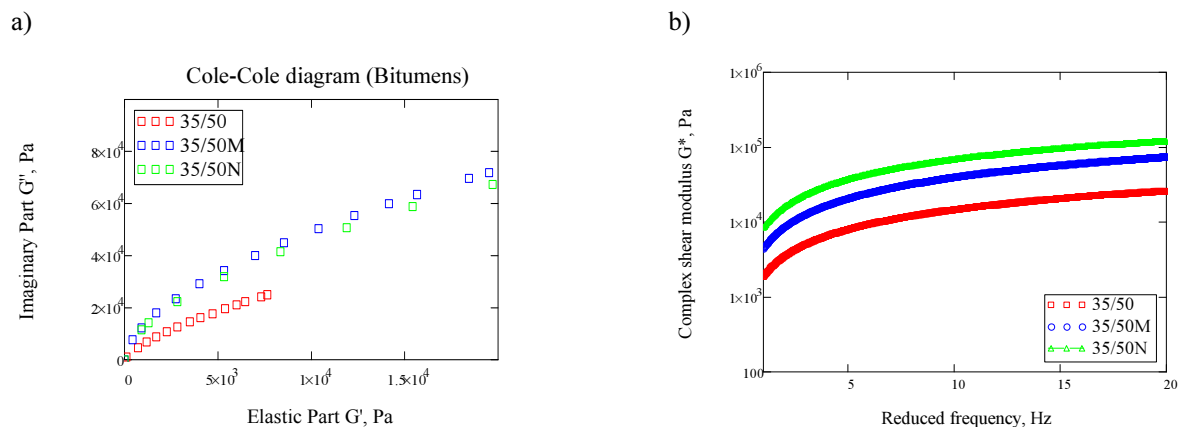 a)
Cole-Cole diagram (Bitumens)
Imaginary Part G", Pa
8×10⁴
6×10⁴
4×10⁴
2×10⁴
0
35/50
35/50M
35/50N
0
5×10³
1×10⁴
1.5×10⁴
Elastic Part G', Pa
b)
Complex shear modulus G*, Pa
1×10⁶
1×10⁵
1×10⁴
1×10³
100
35/50
35/50M
35/50N
5
10
15
20
Reduced frequency, Hz